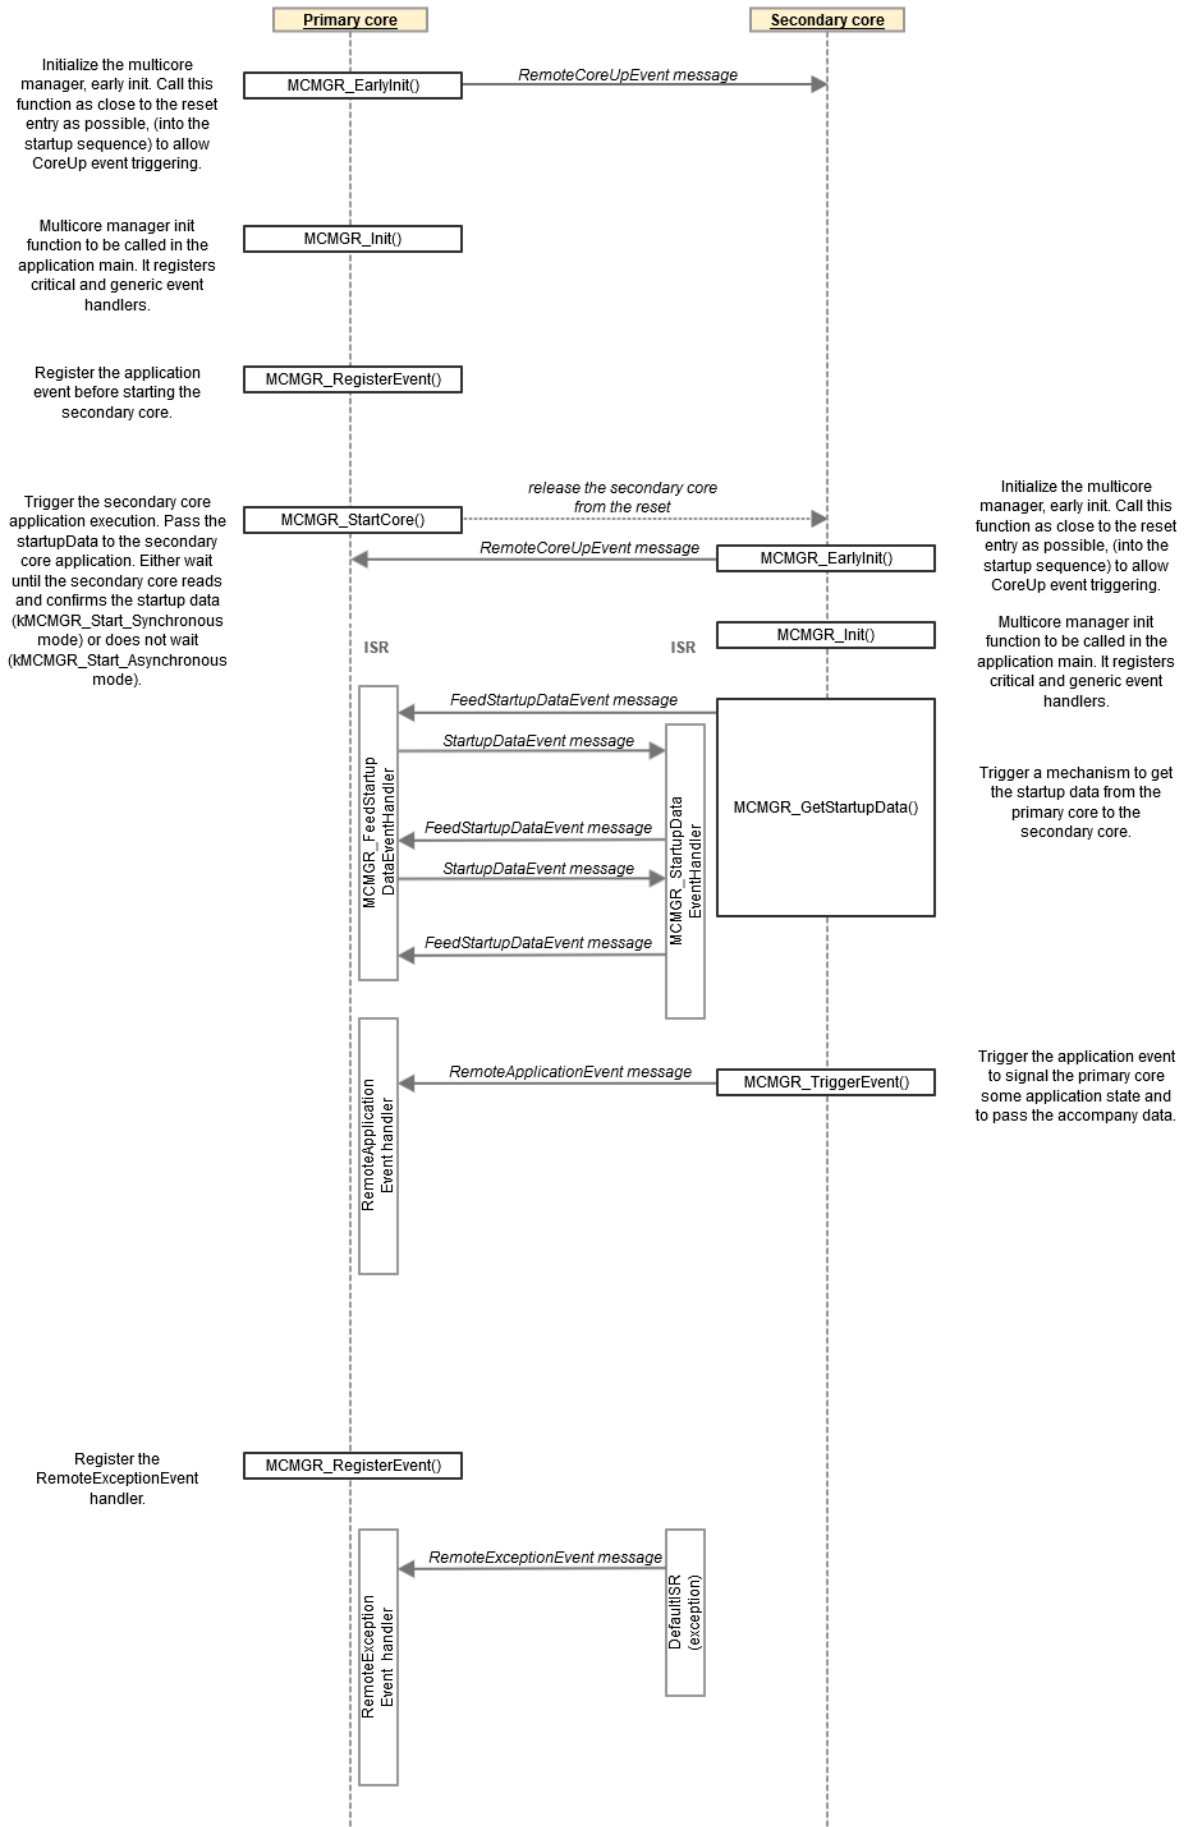 Primary core
Secondary core
Initialize the multicore
manager, early init. Call this
function as close to the reset
entry as possible, (into the
startup sequence) to allow
CoreUp event triggering.
MCMGR_EarlyInit()
RemoteCoreUpEvent message
Multicore manager init
function to be called in the
application main. It registers
critical and generic event
handlers.
MCMGR_Init()
Register the application
event before starting the
secondary core.
MCMGR_RegisterEvent()
Trigger the secondary core
application execution. Pass the
startupData to the secondary
core application. Either wait
until the secondary core reads
and confirms the startup data
(kMCMGR_Start_Synchronous
mode) or does not wait
(kMCMGR_Start_Asynchronous
mode).
MCMGR_StartCore()
release the secondary core
from the reset
RemoteCoreUpEvent message
MCMGR_EarlyInit()
Initialize the multicore
manager, early init. Call this
function as close to the reset
entry as possible, (into the
startup sequence) to allow
CoreUp event triggering.
MCMGR_Init()
Multicore manager init
function to be called in the
application main. It registers
critical and generic event
handlers.
ISR
ISR
FeedStartupDataEvent message
StartupDataEvent message
FeedStartupDataEvent message
StartupDataEvent message
FeedStartupDataEvent message
MCMGR_FeedStartup
DataEventHandler
MCMGR_StartupData
EventHandler
MCMGR_GetStartupData()
Trigger a mechanism to get
the startup data from the
primary core to the
secondary core.
RemoteApplication
Event handler
RemoteApplicationEvent message
MCMGR_TriggerEvent()
Trigger the application event
to signal the primary core
some application state and
to pass the accompany data.
Register the
RemoteExceptionEvent
handler.
MCMGR_RegisterEvent()
RemoteException
Event handler
RemoteExceptionEvent message
DefaultISR
(exception)